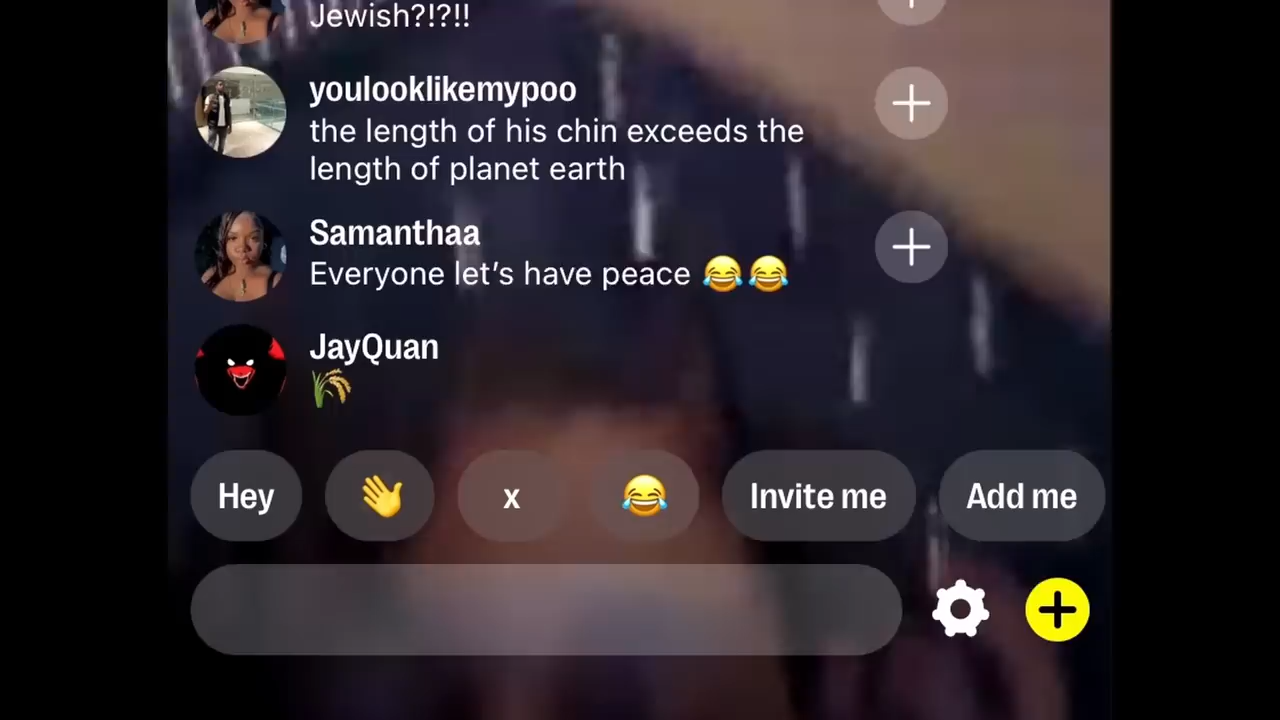 Jewish?!?!!
youlooklikemypoo
the length of his chin exceeds the
length of planet earth
Samanthaa
Everyone let’s have peace 😂😂
JayQuan
🌾
Hey 👋 x 😂 Invite me Add me